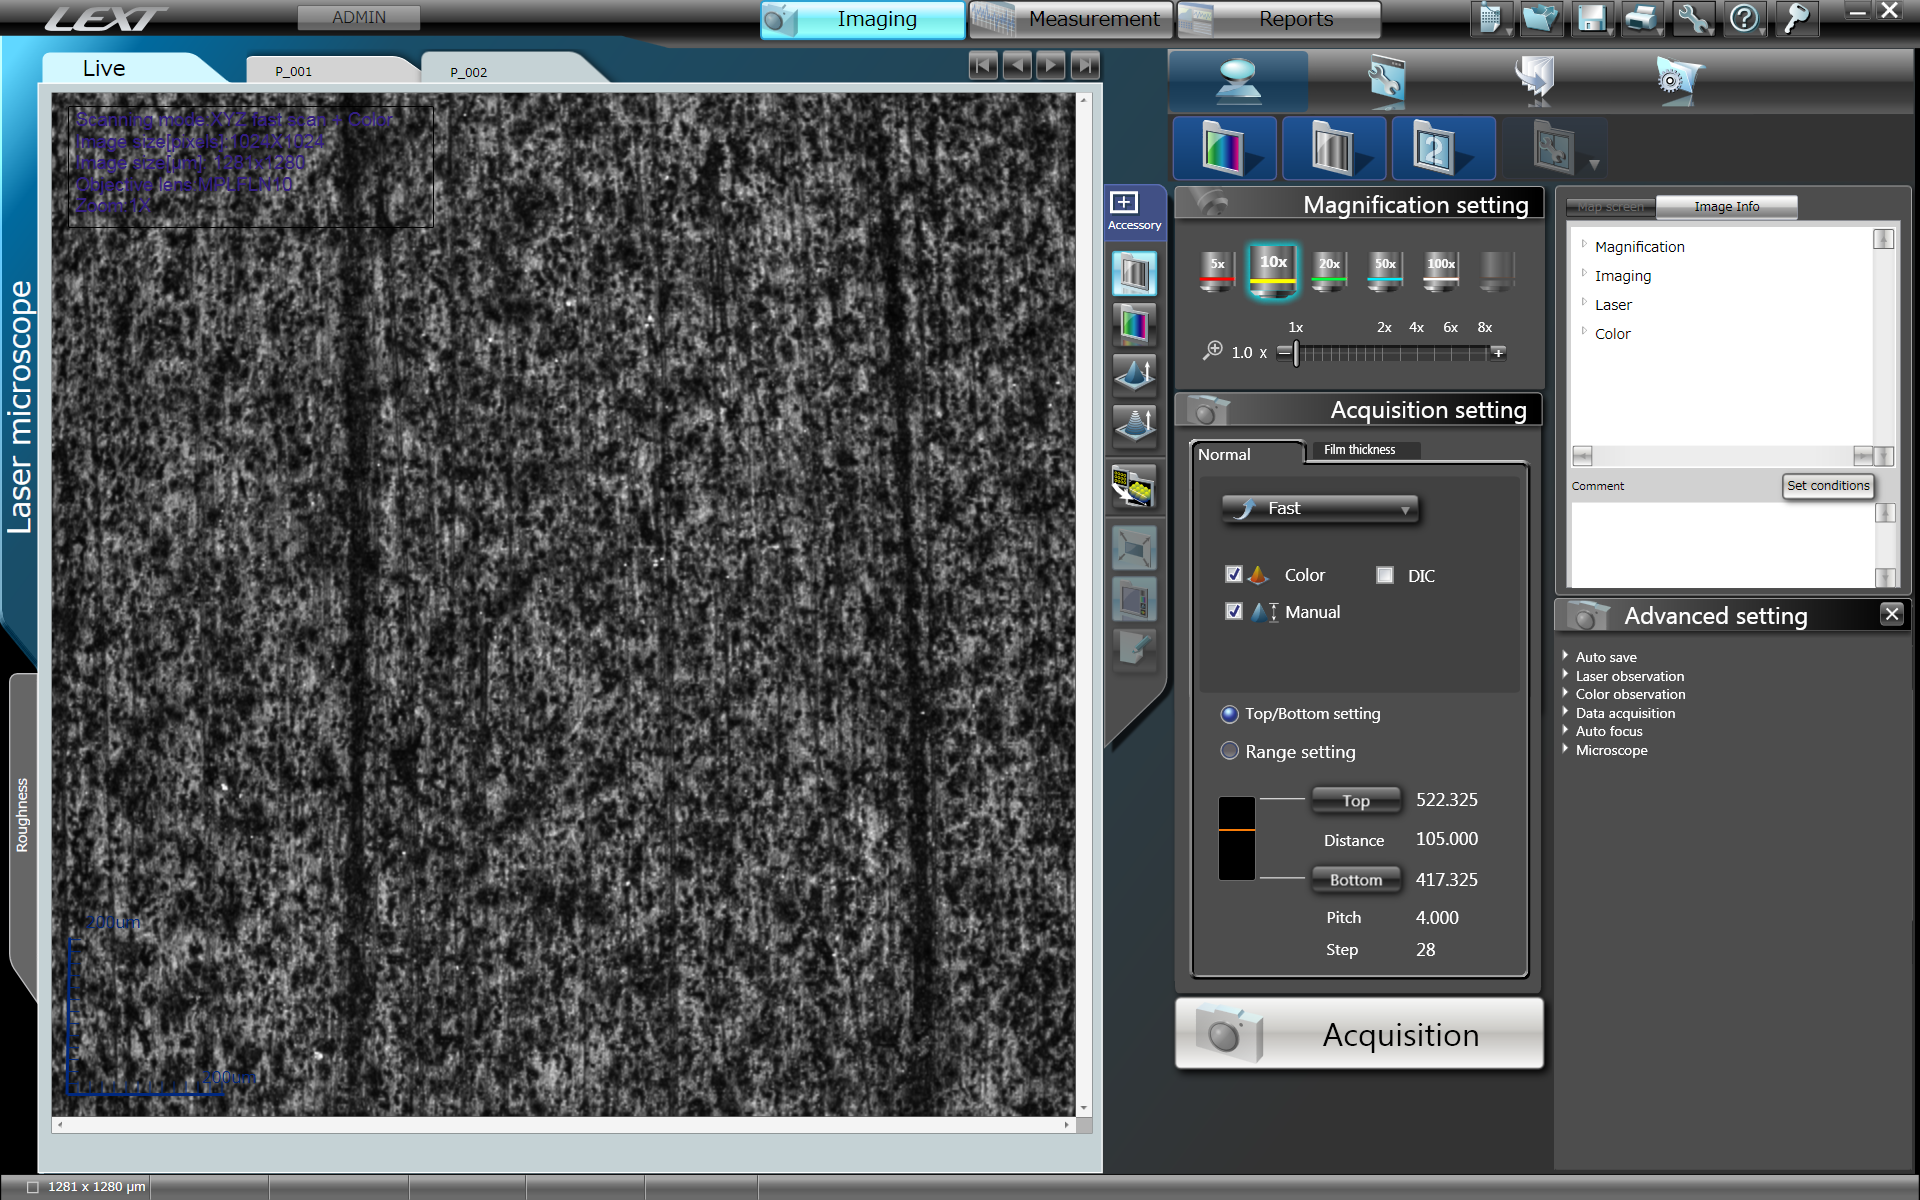 LEXT
ADMIN
Imaging
Measurement
Reports
Live
P_001
P_002
Scanning mode:XYZ fast scan + Color
Image size[pixels]:1024X1024
Image size[um]: 1281x1280
Objective lens:MPLFLN10
Zoom:1X
200um
200um
Laser microscope
Roughness
1281 x 1280 µm
Accessory
2
Magnification setting
5x
10x
20x
50x
100x
1x
2x
4x
6x
8x
1.0 x
Acquisition setting
Normal
Film thickness
Fast
Color
DIC
Manual
Top/Bottom setting
Range setting
Top
522.325
Distance
105.000
Bottom
417.325
Pitch
4.000
Step
28
Acquisition
Map screen
Image Info
Magnification
Imaging
Laser
Color
Comment
Set conditions
Advanced setting
Auto save
Laser observation
Color observation
Data acquisition
Auto focus
Microscope